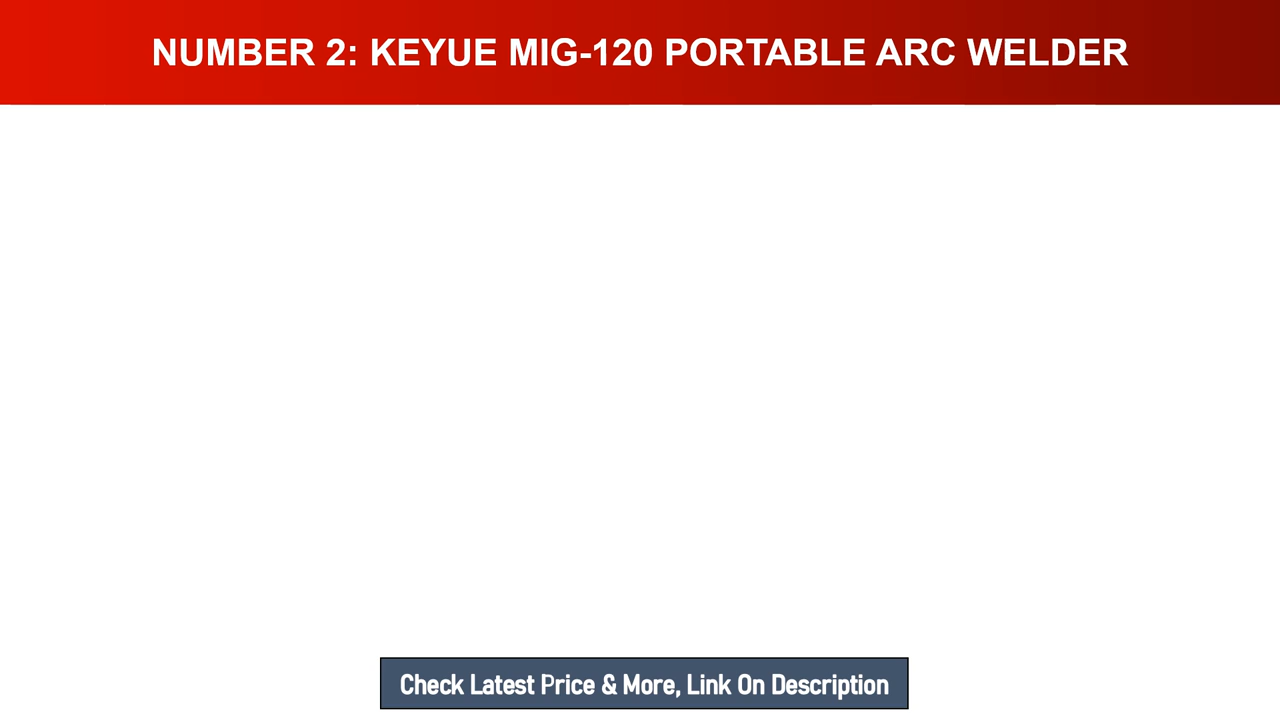 NUMBER 2: KEYUE MIG-120 PORTABLE ARC WELDER
Check Latest Price & More, Link On Description